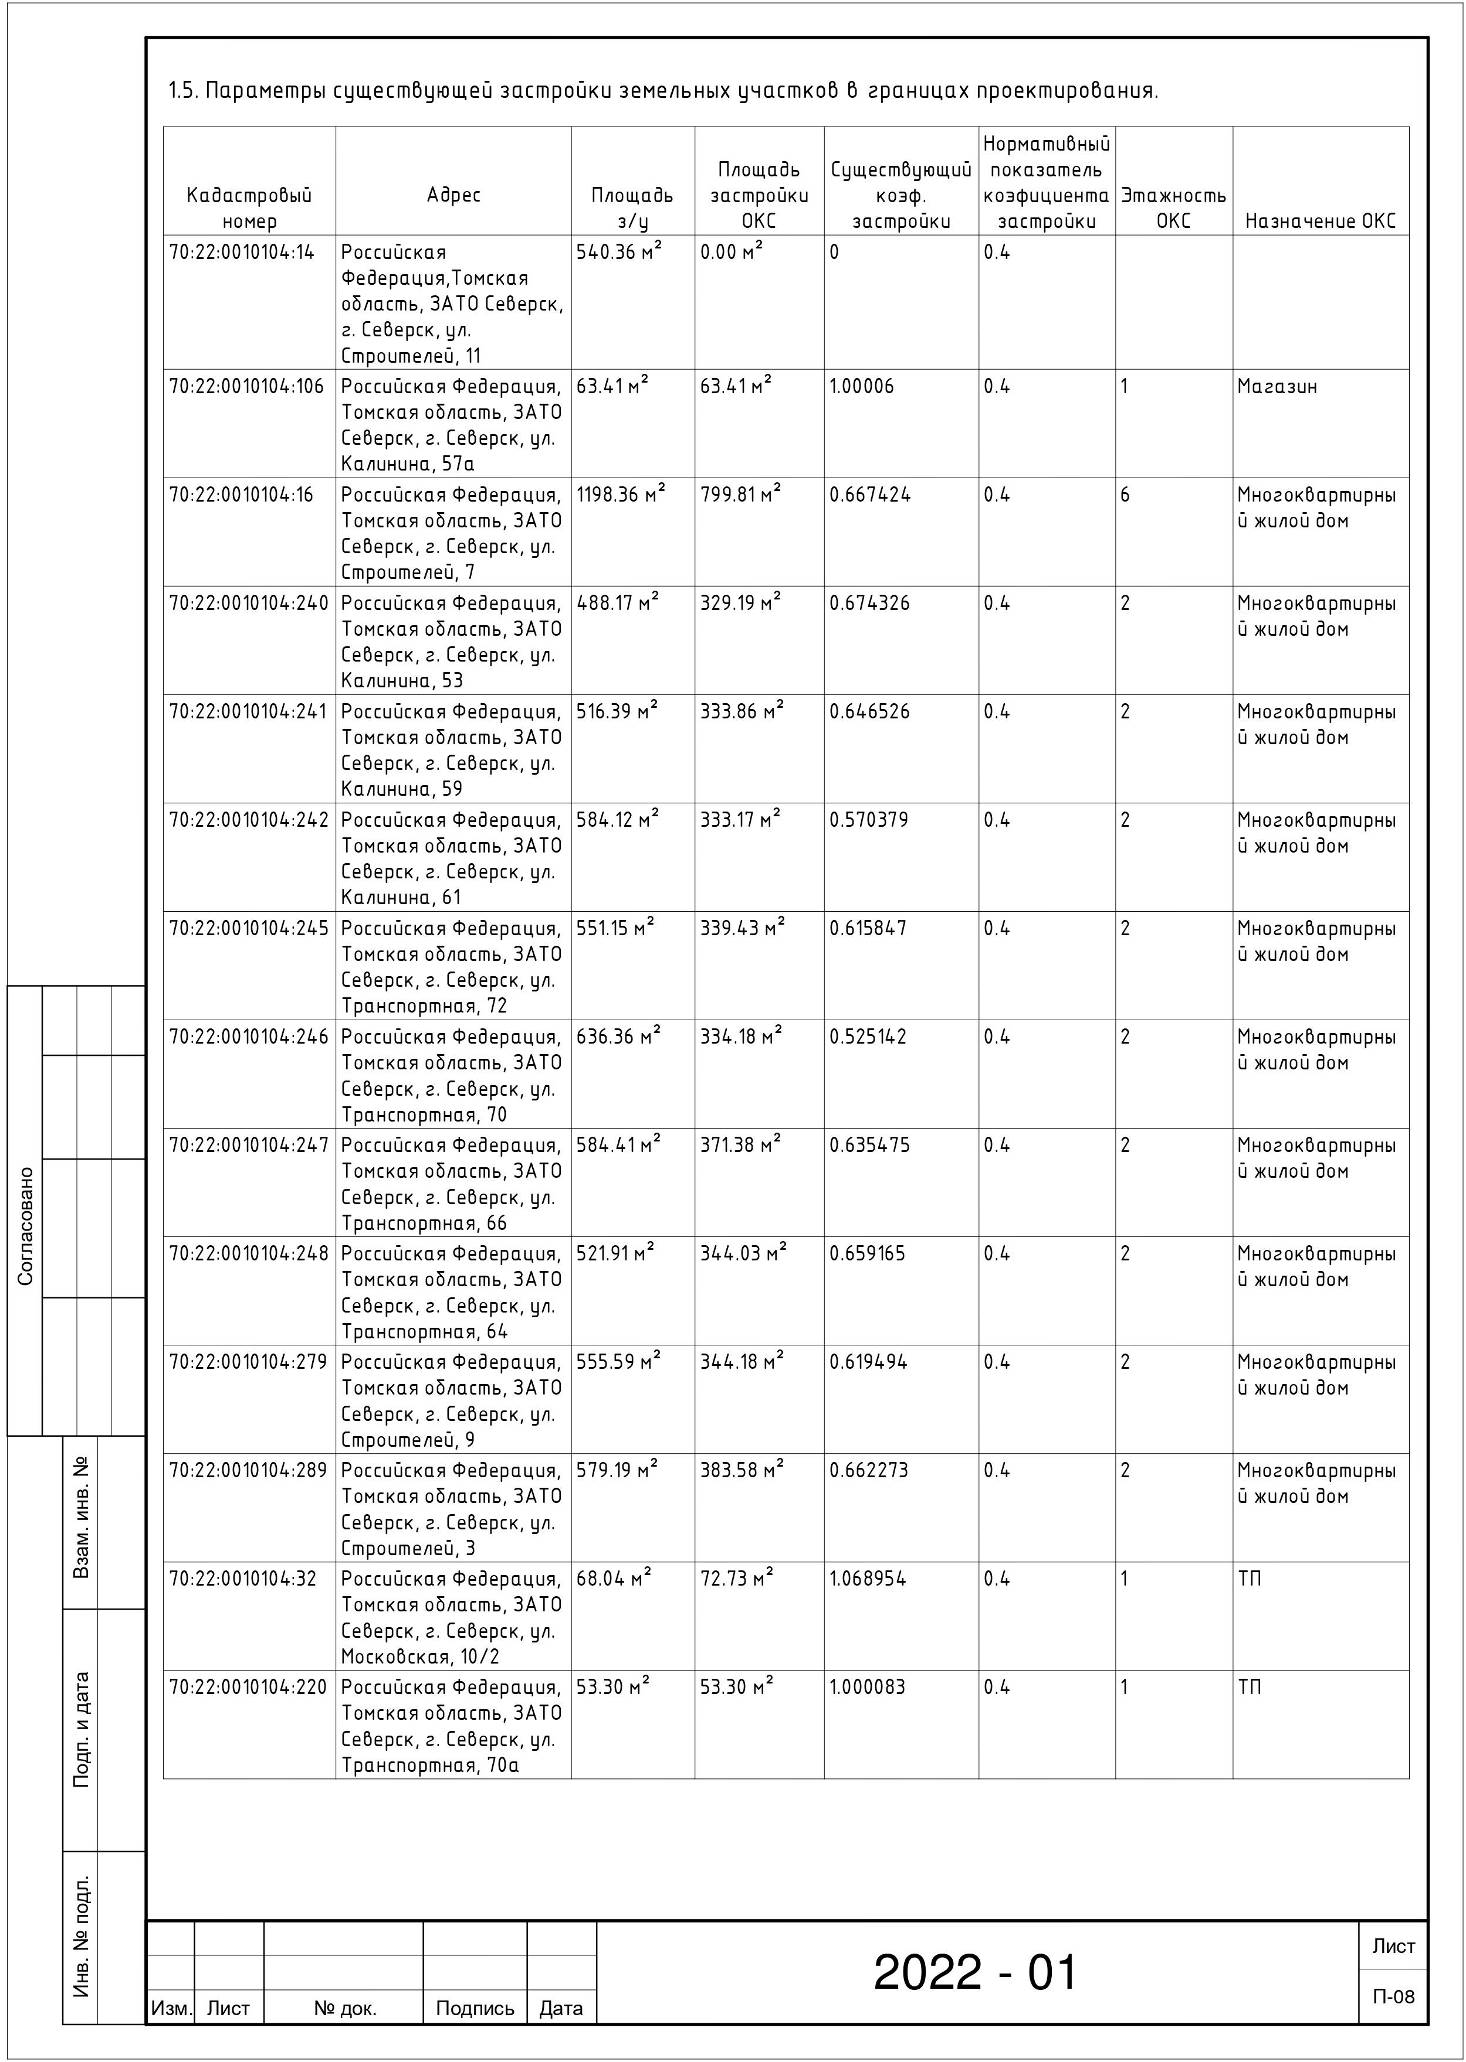 1.5. Параметры существующей застройки земельных участков в границах проектирования.
Кадастровый номер
Адрес
Площадь з/у
Площадь застройки ОКС
Существующий коэф. застройки
Нормативный показатель коэфициента застройки
Этажность ОКС
Назначение ОКС
70:22:0010104:14 Российская 540.36 м² 0.00 м² 0 0.4
Федерация,Томская
область, ЗАТО Северск,
г. Северск, ул.
Строителей, 11
70:22:0010104:106 Российская Федерация, 63.41 м² 63.41 м² 1.00006 0.4 1 Магазин
Томская область, ЗАТО
Северск, г. Северск, ул.
Калинина, 57а
70:22:0010104:16 Российская Федерация, 1198.36 м² 799.81 м² 0.667424 0.4 6 Многоквартирны
Томская область, ЗАТО й жилой дом
Северск, г. Северск, ул.
Строителей, 7
70:22:0010104:240 Российская Федерация, 488.17 м² 329.19 м² 0.674326 0.4 2 Многоквартирны
Томская область, ЗАТО й жилой дом
Северск, г. Северск, ул.
Калинина, 53
70:22:0010104:241 Российская Федерация, 516.39 м² 333.86 м² 0.646526 0.4 2 Многоквартирны
Томская область, ЗАТО й жилой дом
Северск, г. Северск, ул.
Калинина, 59
70:22:0010104:242 Российская Федерация, 584.12 м² 333.17 м² 0.570379 0.4 2 Многоквартирны
Томская область, ЗАТО й жилой дом
Северск, г. Северск, ул.
Калинина, 61
70:22:0010104:245 Российская Федерация, 551.15 м² 339.43 м² 0.615847 0.4 2 Многоквартирны
Томская область, ЗАТО й жилой дом
Северск, г. Северск, ул.
Транспортная, 72
70:22:0010104:246 Российская Федерация, 636.36 м² 334.18 м² 0.525142 0.4 2 Многоквартирны
Томская область, ЗАТО й жилой дом
Северск, г. Северск, ул.
Транспортная, 70
70:22:0010104:247 Российская Федерация, 584.41 м² 371.38 м² 0.635475 0.4 2 Многоквартирны
Томская область, ЗАТО й жилой дом
Северск, г. Северск, ул.
Транспортная, 66
70:22:0010104:248 Российская Федерация, 521.91 м² 344.03 м² 0.659165 0.4 2 Многоквартирны
Томская область, ЗАТО й жилой дом
Северск, г. Северск, ул.
Транспортная, 64
70:22:0010104:279 Российская Федерация, 555.59 м² 344.18 м² 0.619494 0.4 2 Многоквартирны
Томская область, ЗАТО й жилой дом
Северск, г. Северск, ул.
Строителей, 9
70:22:0010104:289 Российская Федерация, 579.19 м² 383.58 м² 0.662273 0.4 2 Многоквартирны
Томская область, ЗАТО й жилой дом
Северск, г. Северск, ул.
Строителей, 3
70:22:0010104:32 Российская Федерация, 68.04 м² 72.73 м² 1.068954 0.4 1 ТП
Томская область, ЗАТО
Северск, г. Северск, ул.
Московская, 10/2
70:22:0010104:220 Российская Федерация, 53.30 м² 53.30 м² 1.000083 0.4 1 ТП
Томская область, ЗАТО
Северск, г. Северск, ул.
Транспортная, 70а
Согласовано
Взам. инв. №
Подп. и дата
Инв. № подл.
Изм. Лист № док. Подпись Дата
2022 - 01
Лист
П-08